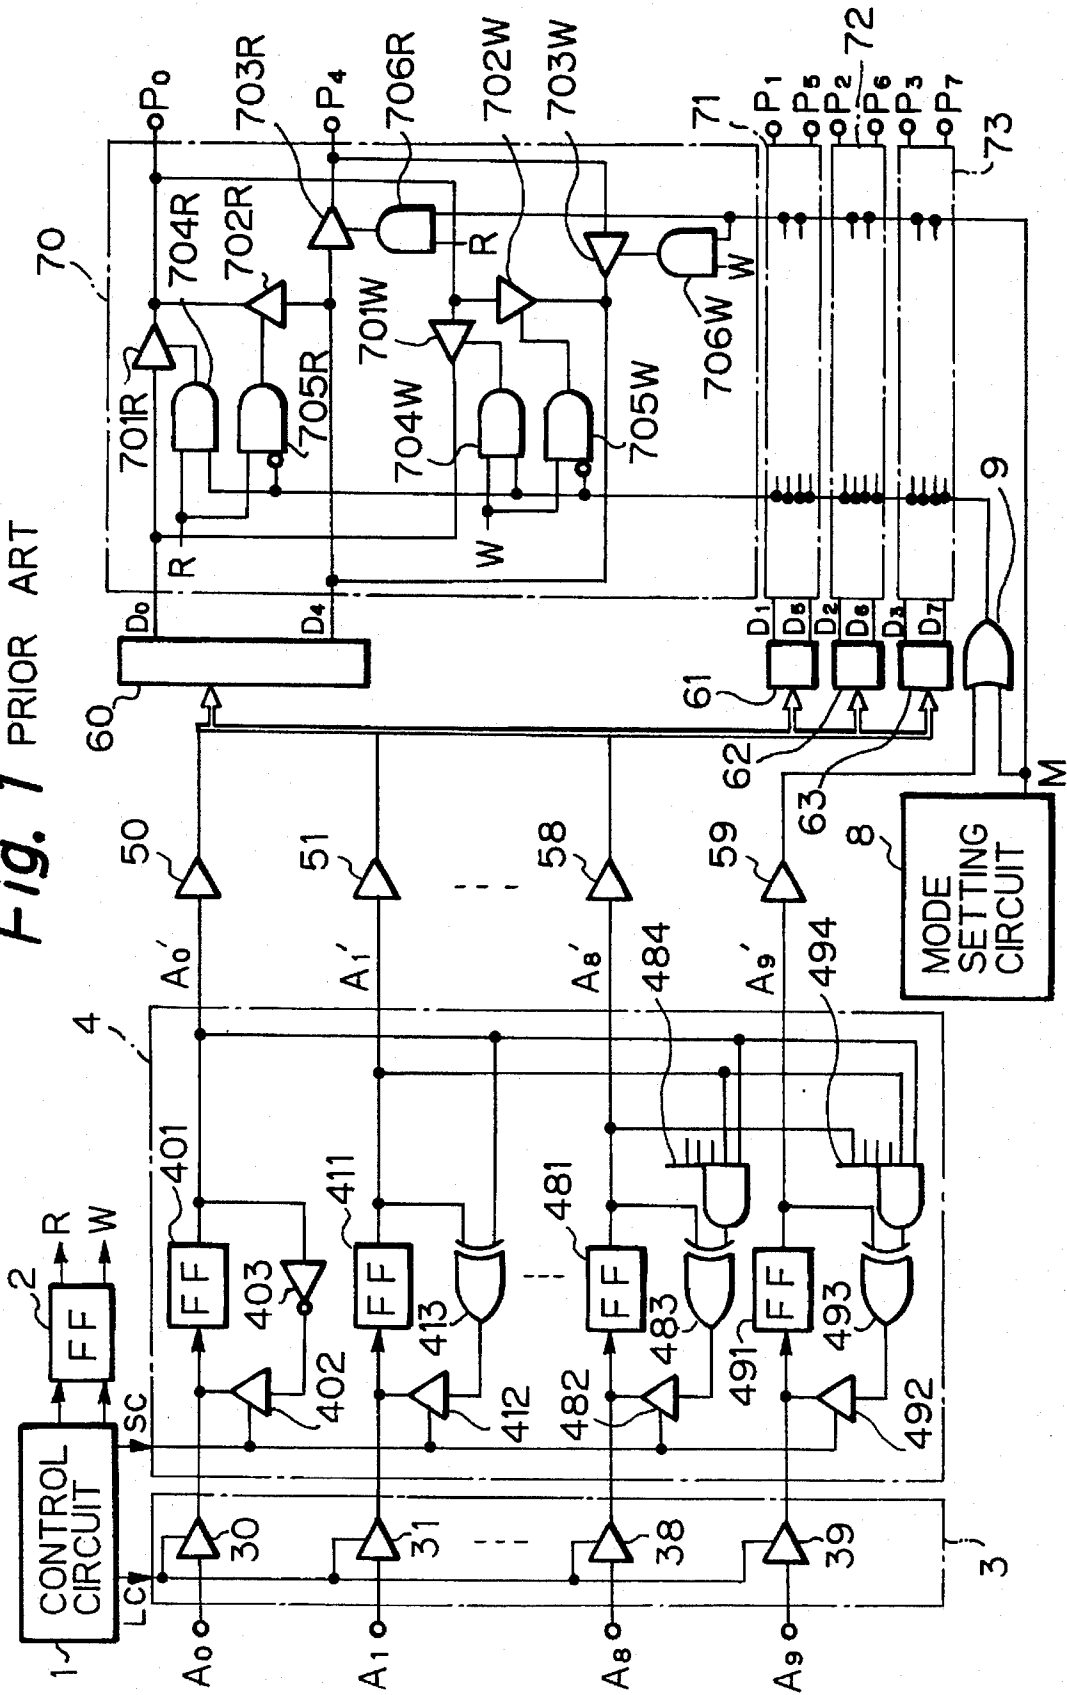 Fig. 1 PRIOR ART
CONTROL
CIRCUIT
1
LC
SC
2
FF
R
W
3
4
A0
30
A1
31
A8
38
A9
39
401
FF
402
403
A0'
50
411
FF
412
413
A1'
51
481
FF
482
483
484
A8'
58
491
FF
492
493
494
A9'
59
8
MODE
SETTING
CIRCUIT
M
9
60
D0
D4
61
D1
D5
62
D2
D6
63
D3
D7
70
R
701R
704R
702R
705R
703R
706R
R
W
701W
704W
702W
705W
703W
706W
W
P0
P4
71
P1
P5
72
P2
P6
73
P3
P7